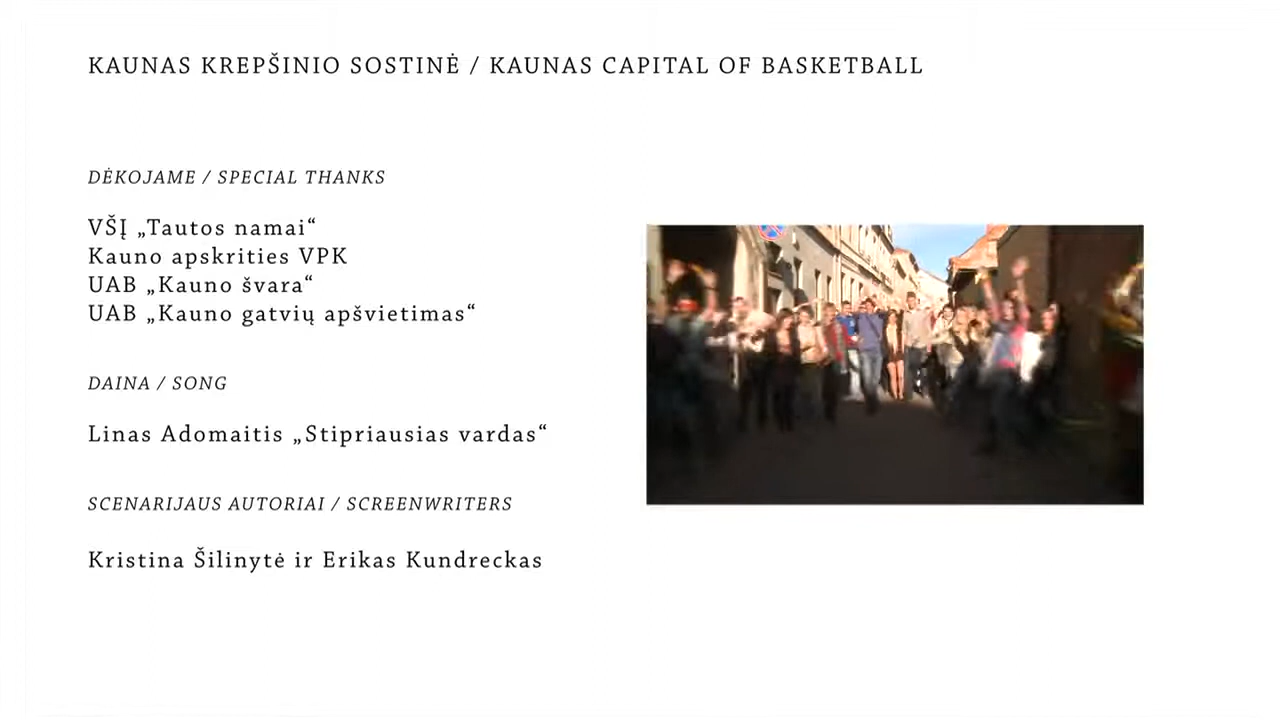 KAUNAS KREPŠINIO SOSTINĖ / KAUNAS CAPITAL OF BASKETBALL
DĖKOJAME / SPECIAL THANKS
VŠĮ „Tautos namai“
Kauno apskrities VPK
UAB „Kauno švara“
UAB „Kauno gatvių apšvietimas“
DAINA / SONG
Linas Adomaitis „Stipriausias vardas“
SCENARIJAUS AUTORIAI / SCREENWRITERS
Kristina Šilinytė ir Erikas Kundreckas